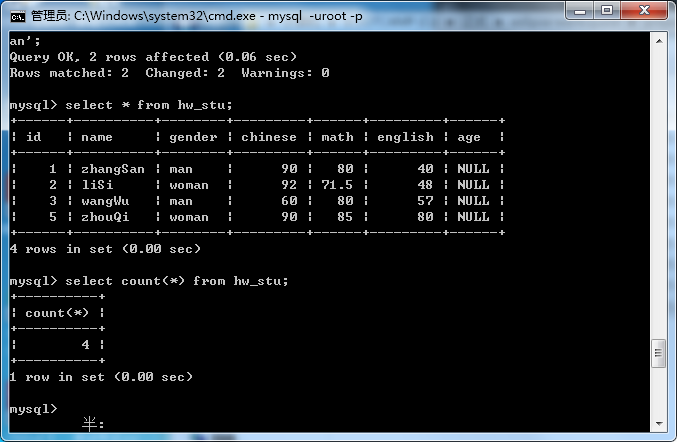 管理员: C:\Windows\system32\cmd.exe - mysql  -uroot -p
an';
Query OK, 2 rows affected (0.06 sec)
Rows matched: 2  Changed: 2  Warnings: 0
mysql> select * from hw_stu;
+------+----------+--------+---------+------+---------+------+
| id   | name     | gender | chinese | math | english | age  |
+------+----------+--------+---------+------+---------+------+
|    1 | zhangSan | man    |      90 |   80 |      40 | NULL |
|    2 | liSi     | woman  |      92 | 71.5 |      48 | NULL |
|    3 | wangWu   | man    |      60 |   80 |      57 | NULL |
|    5 | zhouQi   | woman  |      90 |   85 |      80 | NULL |
+------+----------+--------+---------+------+---------+------+
4 rows in set (0.00 sec)
mysql> select count(*) from hw_stu;
+----------+
| count(*) |
+----------+
|        4 |
+----------+
1 row in set (0.00 sec)
mysql>
半: